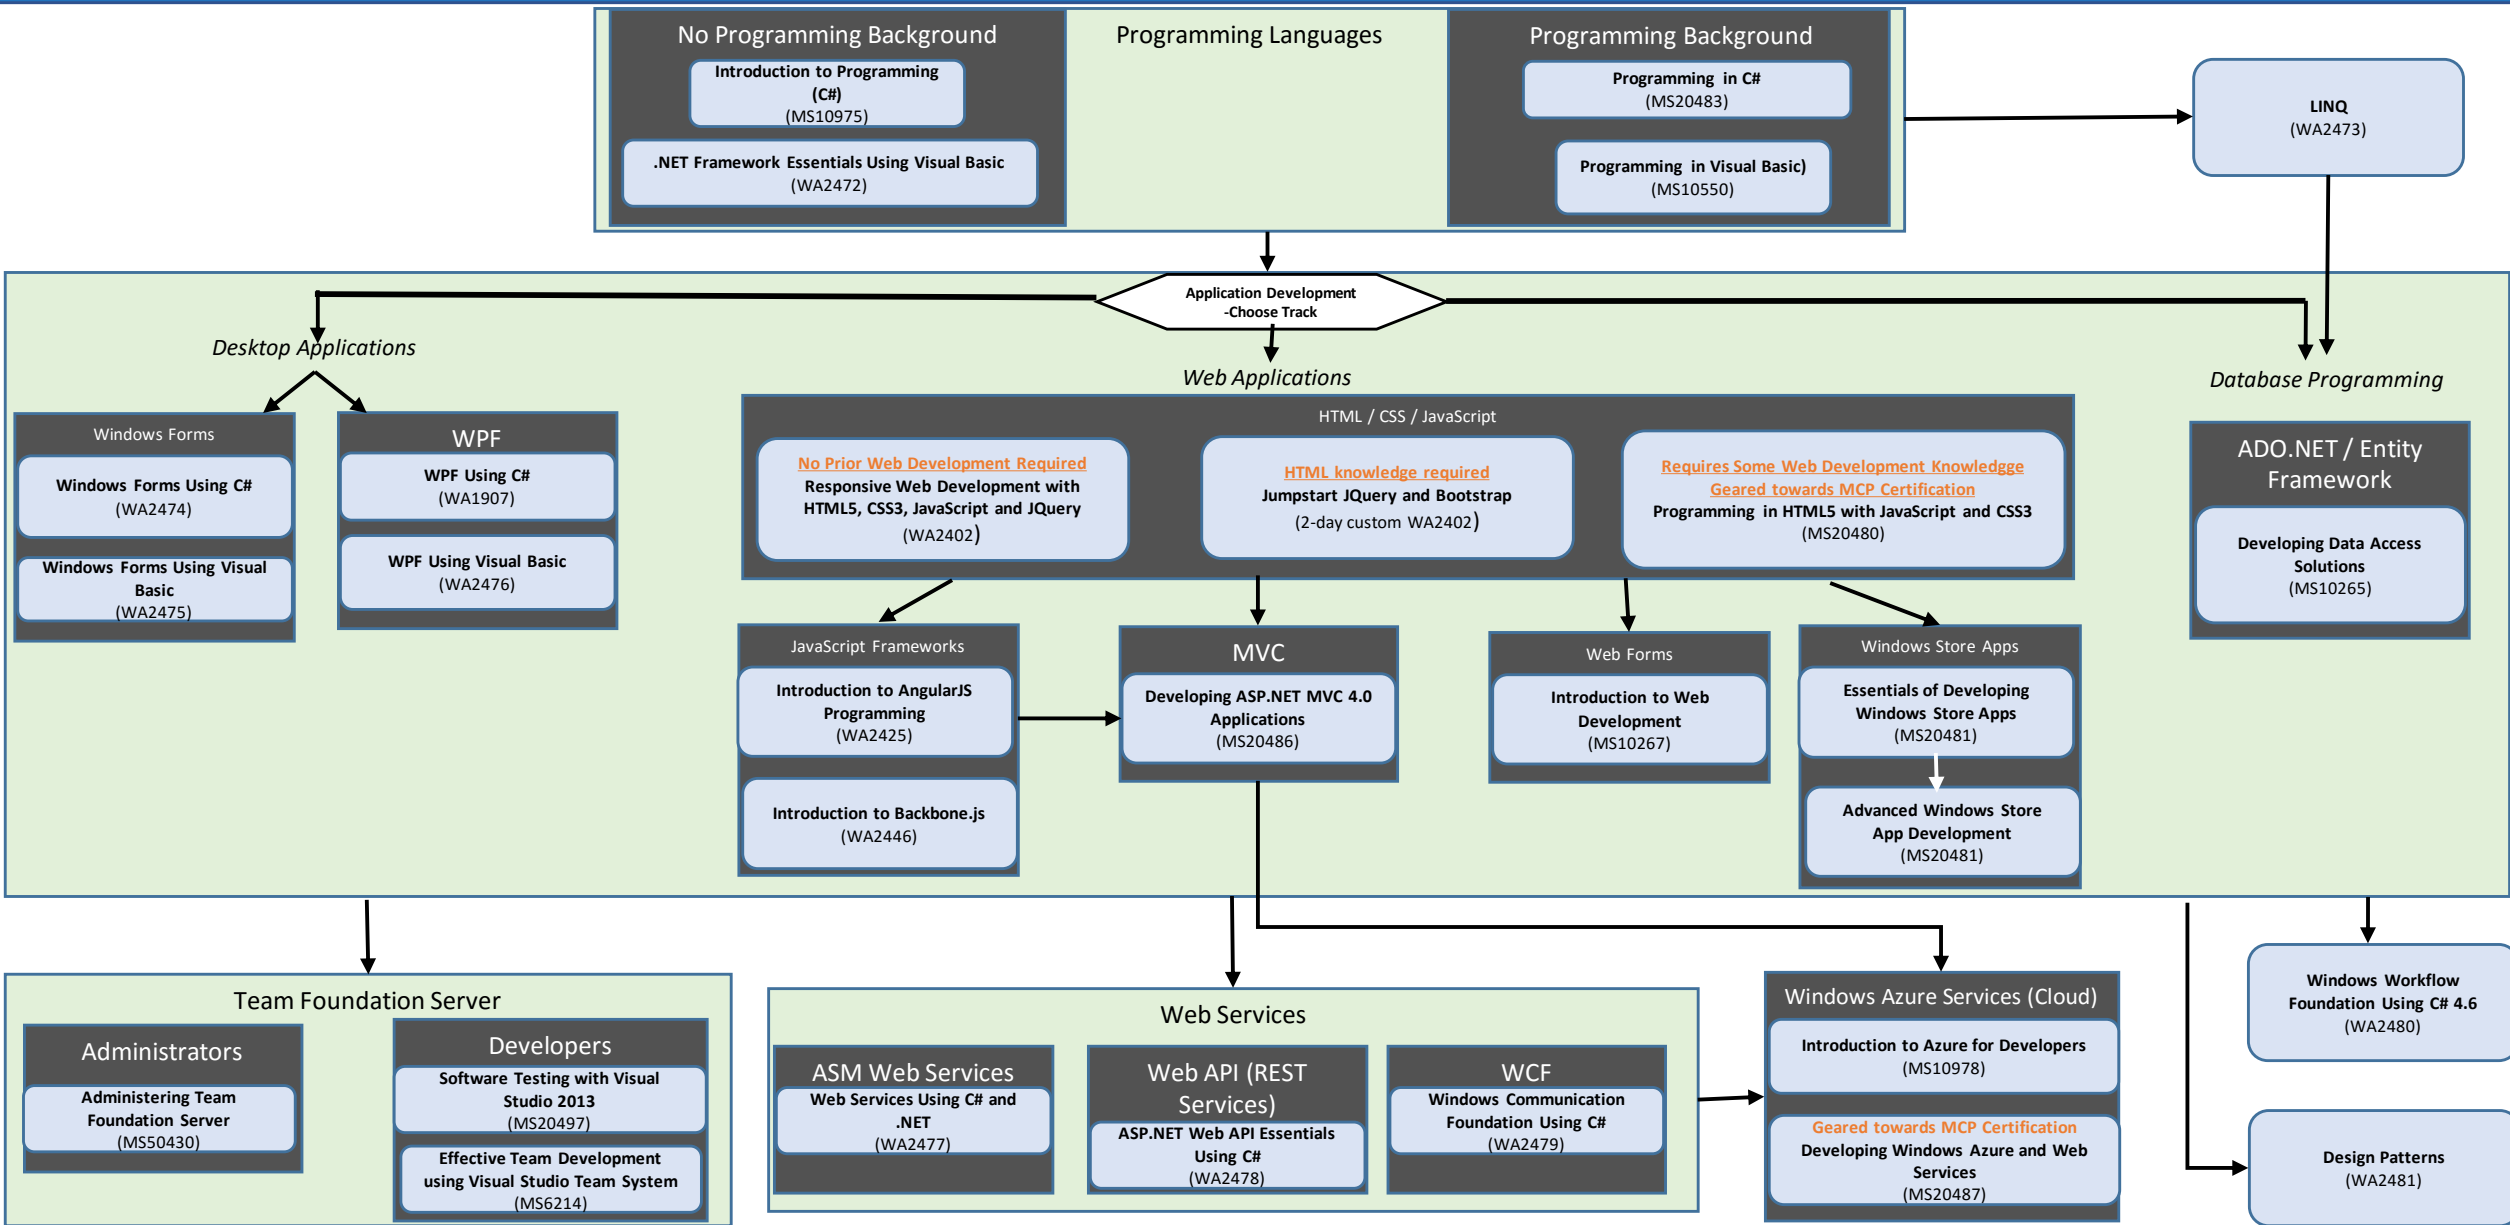 No Programming Background
Introduction to Programming
(C#)
(MS10975)
.NET Framework Essentials Using Visual Basic
(WA2472)
Programming Languages
Programming Background
Programming in C#
(MS20483)
Programming in Visual Basic)
(MS10550)
LINQ
(WA2473)
Application Development
-Choose Track
Desktop Applications
Web Applications
Database Programming
Windows Forms
Windows Forms Using C#
(WA2474)
Windows Forms Using Visual
Basic
(WA2475)
WPF
WPF Using C#
(WA1907)
WPF Using Visual Basic
(WA2476)
HTML / CSS / JavaScript
No Prior Web Development Required
Responsive Web Development with
HTML5, CSS3, JavaScript and JQuery
(WA2402)
HTML knowledge required
Jumpstart JQuery and Bootstrap
(2-day custom WA2402)
Requires Some Web Development Knowledgge
Geared towards MCP Certification
Programming in HTML5 with JavaScript and CSS3
(MS20480)
ADO.NET / Entity
Framework
Developing Data Access
Solutions
(MS10265)
JavaScript Frameworks
Introduction to AngularJS
Programming
(WA2425)
Introduction to Backbone.js
(WA2446)
MVC
Developing ASP.NET MVC 4.0
Applications
(MS20486)
Web Forms
Introduction to Web
Development
(MS10267)
Windows Store Apps
Essentials of Developing
Windows Store Apps
(MS20481)
Advanced Windows Store
App Development
(MS20481)
Team Foundation Server
Administrators
Administering Team
Foundation Server
(MS50430)
Developers
Software Testing with Visual
Studio 2013
(MS20497)
Effective Team Development
using Visual Studio Team System
(MS6214)
Web Services
ASM Web Services
Web Services Using C# and
.NET
(WA2477)
Web API (REST
Services)
ASP.NET Web API Essentials
Using C#
(WA2478)
WCF
Windows Communication
Foundation Using C#
(WA2479)
Windows Azure Services (Cloud)
Introduction to Azure for Developers
(MS10978)
Geared towards MCP Certification
Developing Windows Azure and Web
Services
(MS20487)
Windows Workflow
Foundation Using C# 4.6
(WA2480)
Design Patterns
(WA2481)